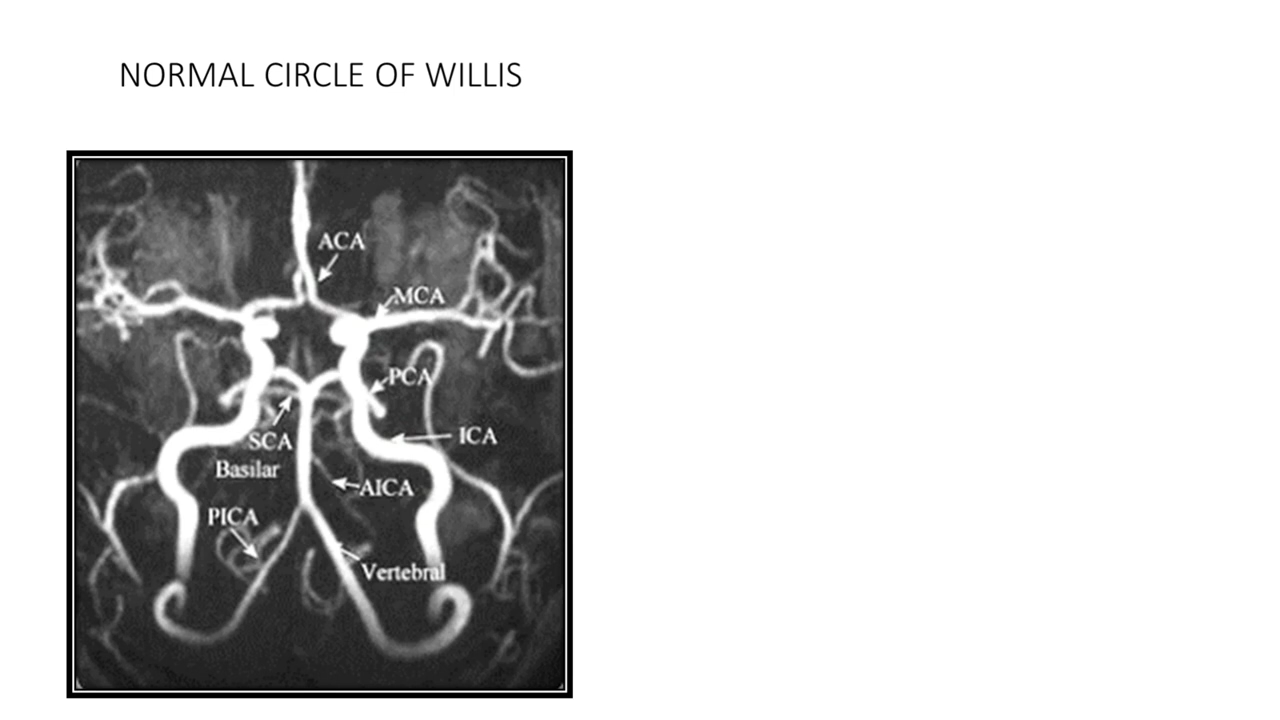 NORMAL CIRCLE OF WILLIS
ACA
MCA
PCA
SCA
ICA
Basilar
AICA
PICA
Vertebral